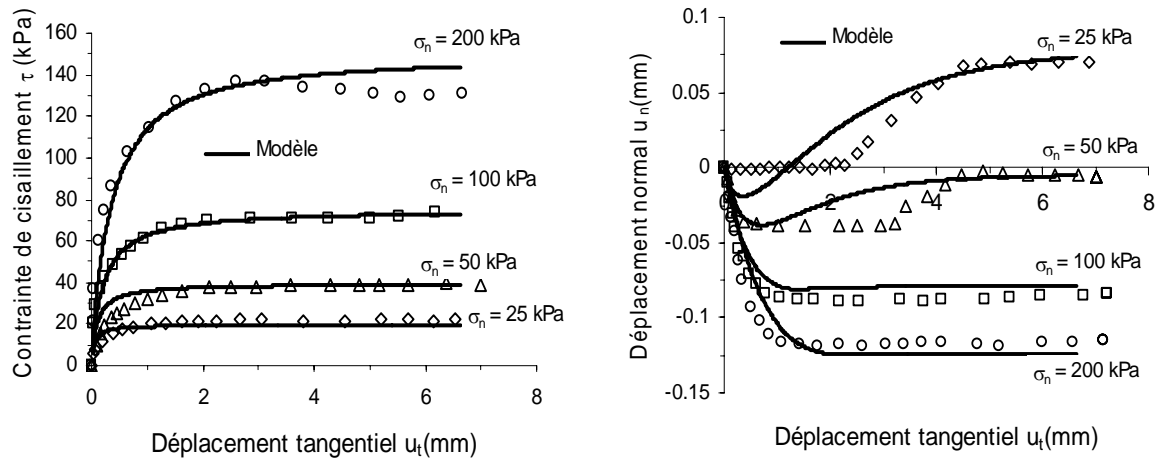 Contrainte de cisaillement τ (kPa)
160
140
120
100
80
60
40
20
0
σn = 200 kPa
Modèle
σn = 100 kPa
σn = 50 kPa
σn = 25 kPa
0 2 4 6 8
Déplacement tangentiel ut(mm)
Déplacement normal un(mm)
0.1
0.05
0
-0.05
-0.1
-0.15
Modèle
σn = 25 kPa
σn = 50 kPa
0 2 4 6 8
σn = 100 kPa
σn = 200 kPa
Déplacement tangentiel ut(mm)